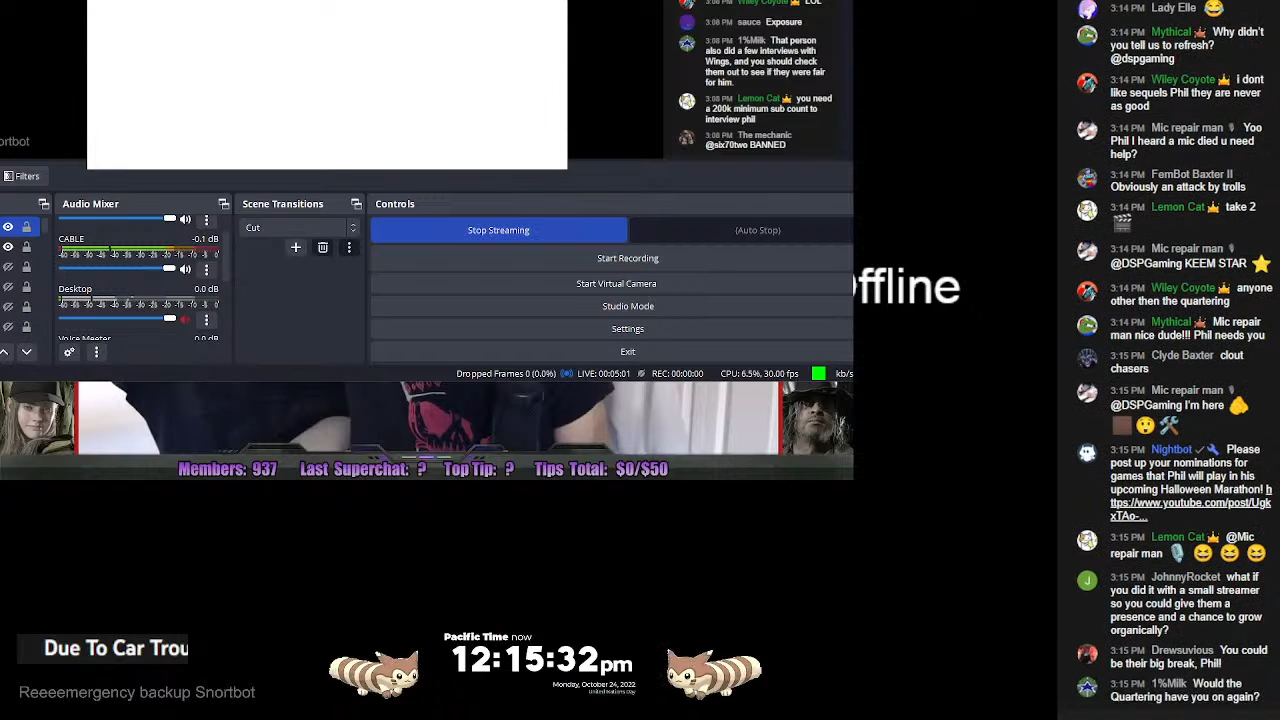 3:08 PM Wiley Coyote LOL
3:08 PM sauce Exposure
3:08 PM 1%Milk That person
also did a few interviews with
Wings, and you should check
them out to see if they were fair
for him.
3:08 PM Lemon Cat you need
a 200k minimum sub count to
interview phil
3:08 PM The mechanic
@six70two BANNED
ortbot
Filters
Audio Mixer
Scene Transitions
Controls
CABLE -0.1 dB
Desktop 0.0 dB
Voice Meeter 0.0 dB
Cut
Stop Streaming
(Auto Stop)
Start Recording
Start Virtual Camera
Studio Mode
Settings
Exit
Dropped Frames 0 (0.0%) LIVE: 00:05:01 REC: 00:00:00 CPU: 6.5%, 30.00 fps kb/s
ffline
Members: 937 Last Superchat: ? Top Tip: ? Tips Total: $0/$50
Due To Car Trou
Reeeemergency backup Snortbot
Pacific Time now
12:15:32pm
Monday, October 24, 2022
United Nations Day
3:14 PM Lady Elle 😂
3:14 PM Mythical Why didn't
you tell us to refresh?
@dspgaming
3:14 PM Wiley Coyote i dont
like sequels Phil they are never
as good
3:14 PM Mic repair man Yoo
Phil I heard a mic died u need
help?
3:14 PM FemBot Baxter II
Obviously an attack by trolls
3:14 PM Lemon Cat take 2
🎬
3:14 PM Mic repair man
@DSPGaming KEEM STAR ⭐
3:14 PM Wiley Coyote anyone
other then the quartering
3:14 PM Mythical Mic repair
man nice dude!!! Phil needs you
3:15 PM Clyde Baxter clout
chasers
3:15 PM Mic repair man
@DSPGaming I'm here
3:15 PM Nightbot Please
post up your nominations for
games that Phil will play in his
upcoming Halloween Marathon! h
ttps://www.youtube.com/post/Ugk
xTAo-...
3:15 PM Lemon Cat @Mic
repair man 🎙️ 😆 😆 😆
3:15 PM JohnnyRocket what if
you did it with a small streamer
so you could give them a
presence and a chance to grow
organically?
3:15 PM Drewsuvious You could
be their big break, Phil!
3:15 PM 1%Milk Would the
Quartering have you on again?